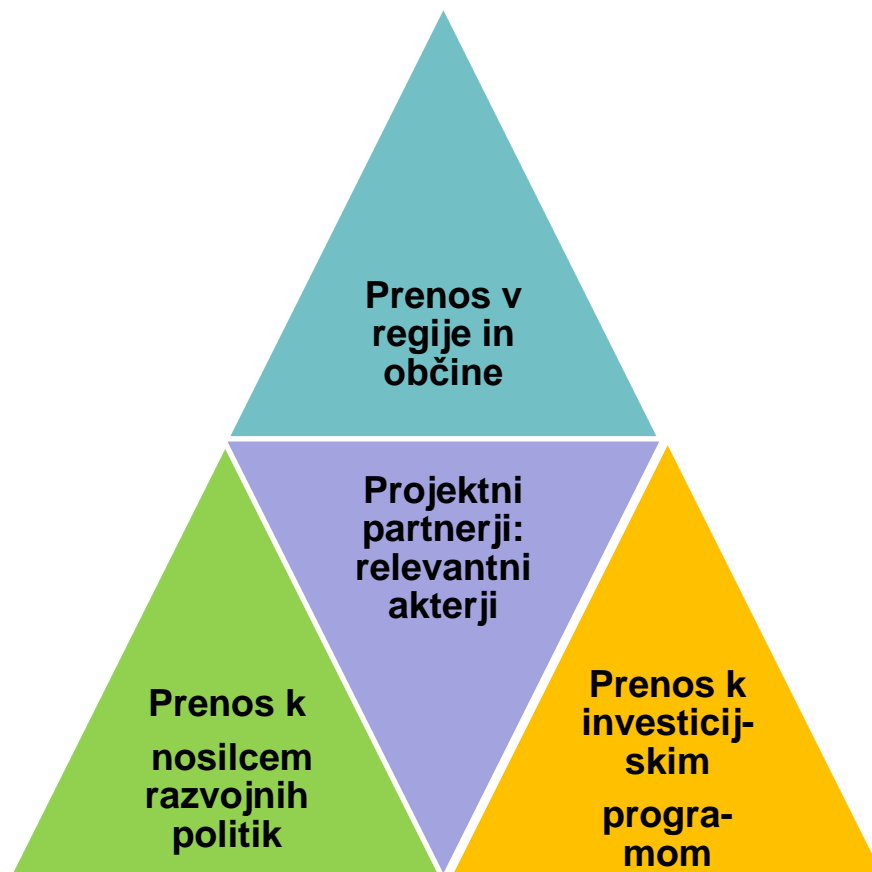 Prenos v
regije in
občine
Projektni
partnerji:
relevantni
akterji
Prenos k
nosilcem
razvojnih
politik
Prenos k
investicij-
skim
progra-
mom